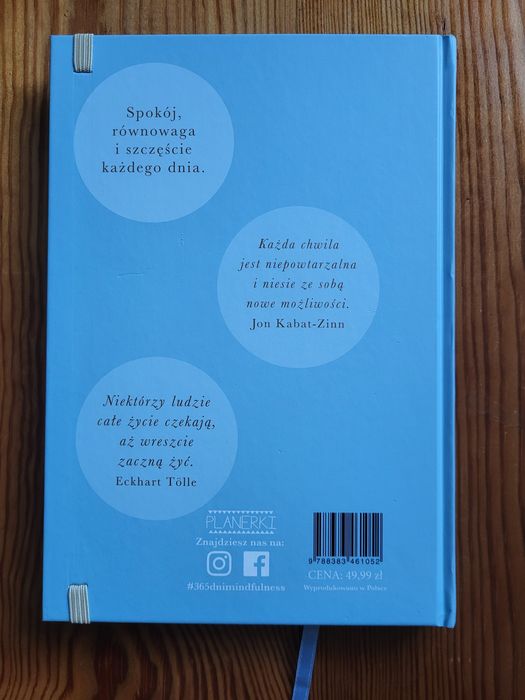 Spokój,
równowaga
i szczęście
każdego dnia.
Każda chwila
jest niepowtarzalna
i niesie ze sobą
nowe możliwości.
Jon Kabat-Zinn
Niektórzy ludzie
całe życie czekają,
aż wreszcie
zaczną żyć.
Eckhart Tölle
PLANERKI
Znajdziesz nas na:
#365dnimindfulness
9 788383 461052
CENA: 49,99 zł
Wyprodukowano w Polsce